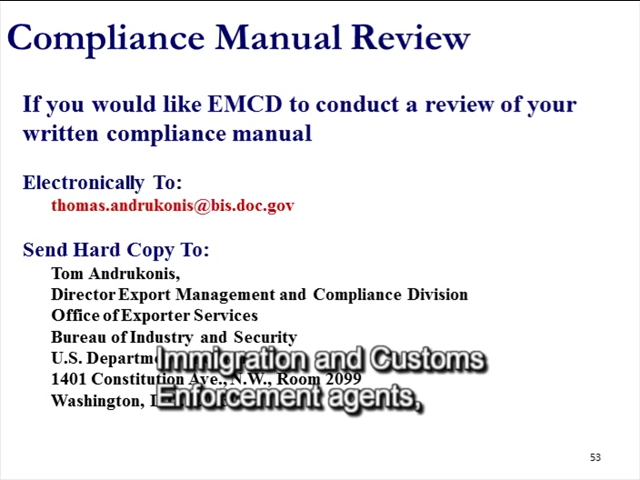 Compliance Manual Review
If you would like EMCD to conduct a review of your
written compliance manual
Electronically To:
thomas.andrukonis@bis.doc.gov
Send Hard Copy To:
Tom Andrukonis,
Director Export Management and Compliance Division
Office of Exporter Services
Bureau of Industry and Security
U.S.
Immigration and Customs
1401 Constitution Ave., N.W., Room 2099
Washington,
Enforcement agents,
53